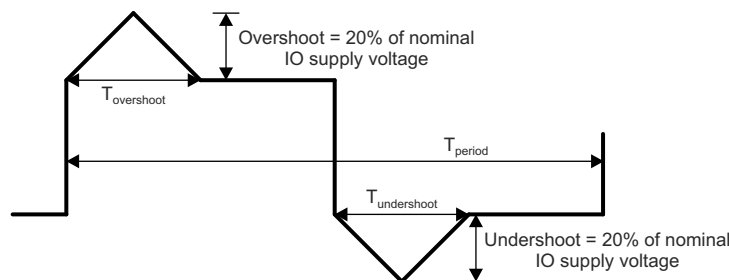 Overshoot = 20% of nominal
IO supply voltage
Tovershoot
Tperiod
Tundershoot
Undershoot = 20% of nominal
IO supply voltage